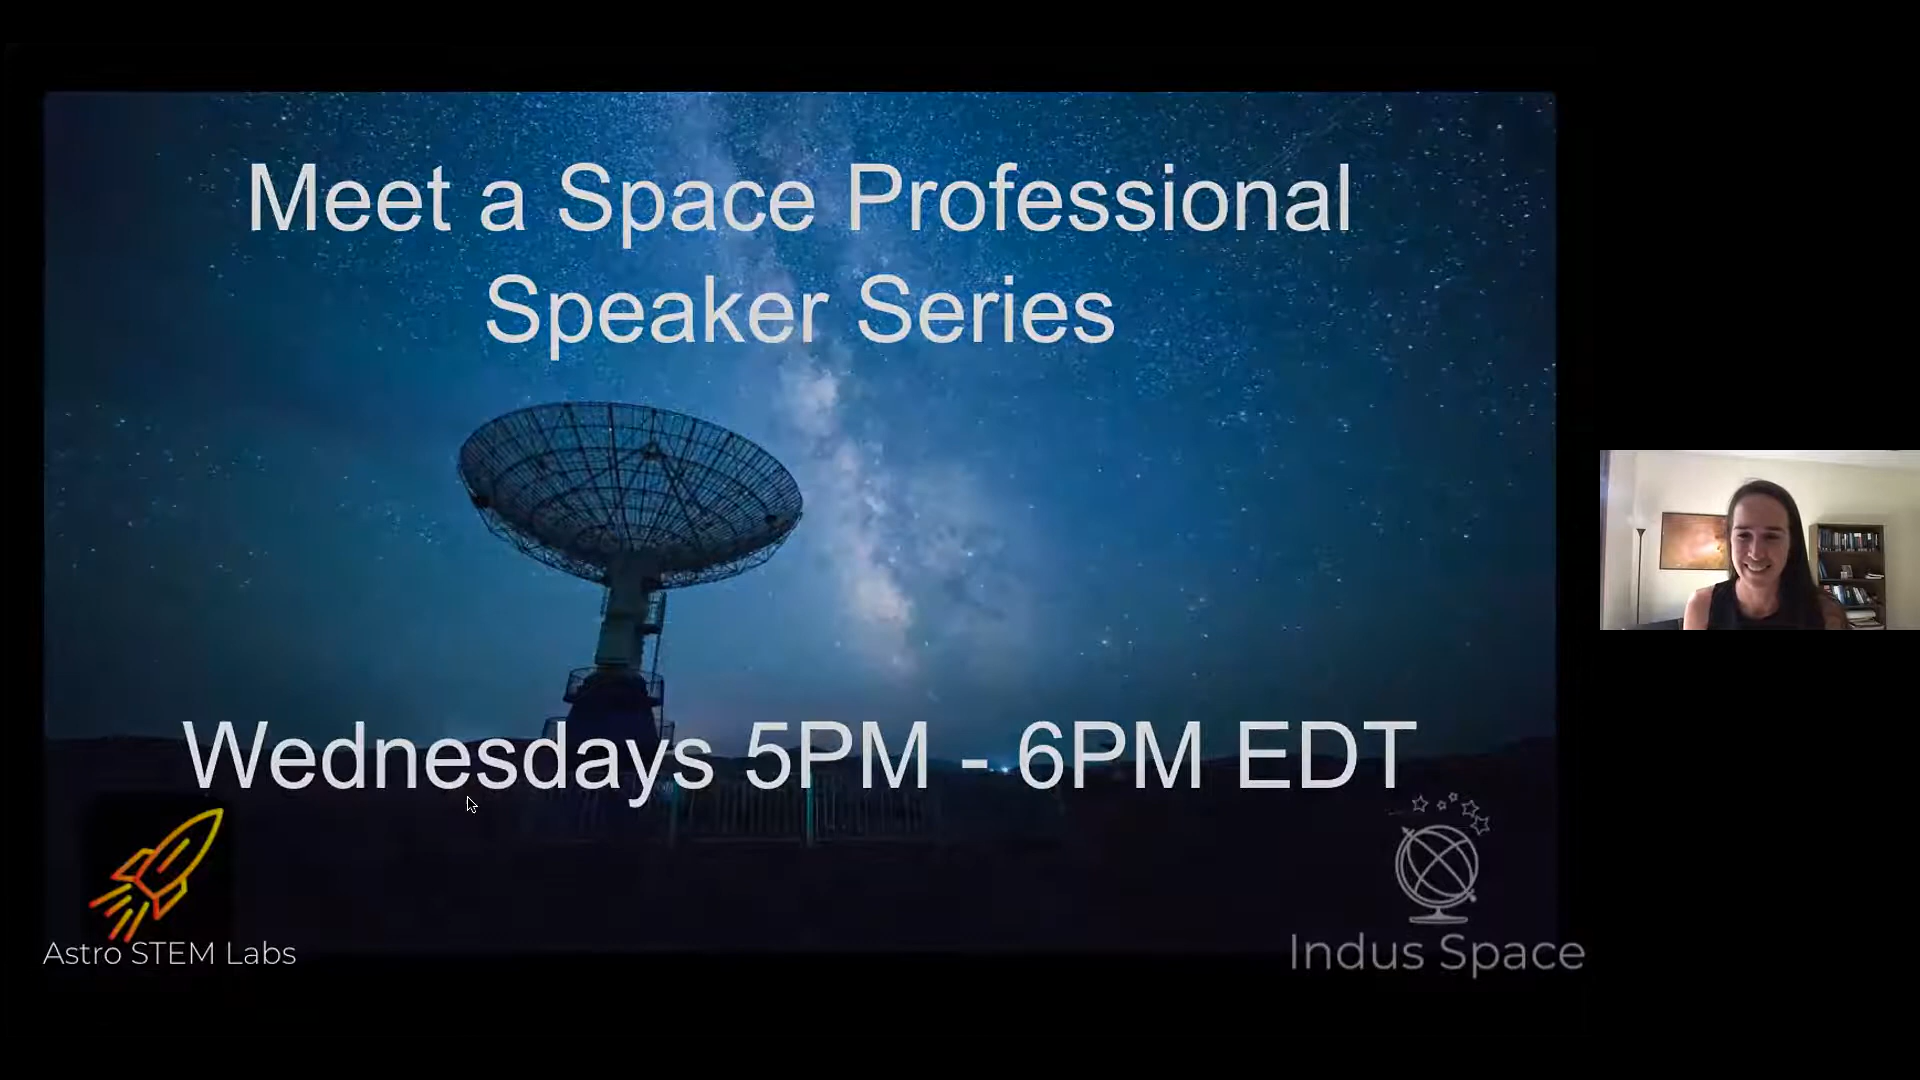 Meet a Space Professional
Speaker Series
Wednesdays 5PM - 6PM EDT
Astro STEM Labs
Indus Space